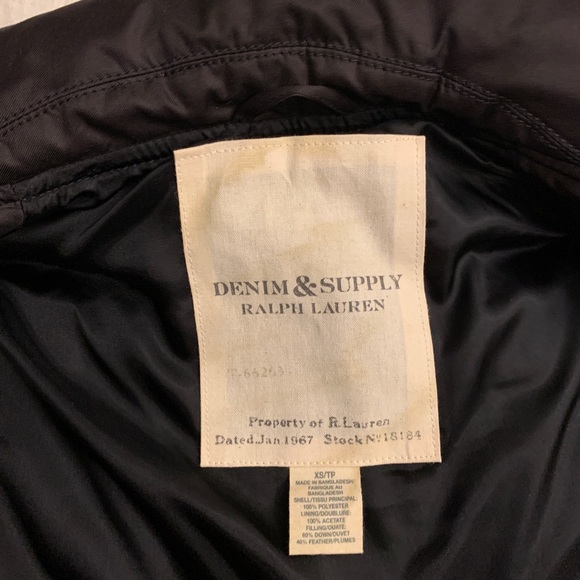 DENIM & SUPPLY
RALPH LAUREN
T-66263
Property of R. Lauren
Dated. Jan 1967 Stock No 18184
XS/TP
MADE IN BANGLADESH/
FABRIQUE AU
BANGLADESH
SHELL/TISSU PRINCIPAL:
100% POLYESTER
LINING/DOUBLURE:
100% ACETATE
FILLING/OUATE:
60% DOWN/DUVET
40% FEATHER/PLUMES